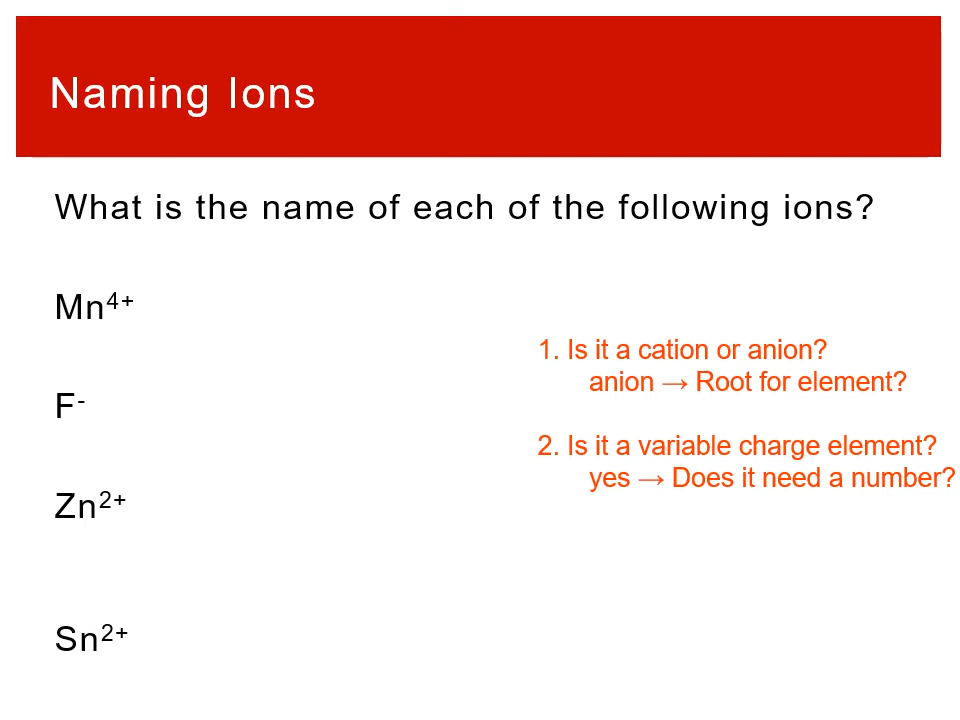 Naming Ions
What is the name of each of the following ions?
Mn⁴⁺
F⁻
Zn²⁺
Sn²⁺
1. Is it a cation or anion?
anion → Root for element?
2. Is it a variable charge element?
yes → Does it need a number?